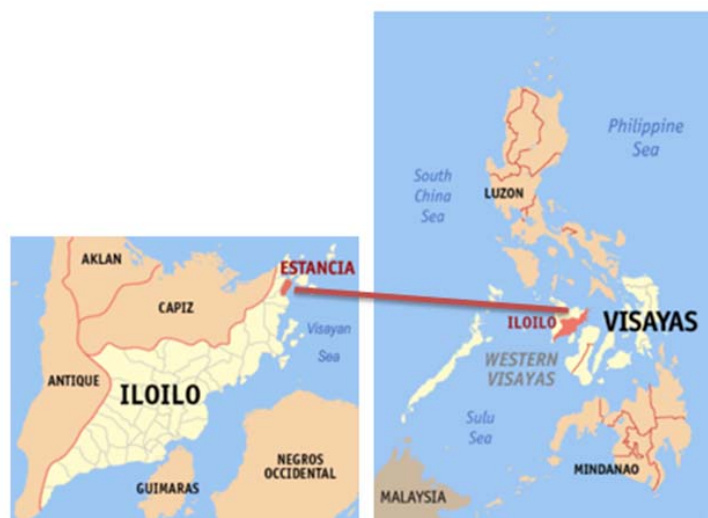 AKLAN
ESTANCIA
CAPIZ
Visayan
Sea
ANTIQUE
ILOILO
NEGROS
OCCIDENTAL
GUIMARAS
Philippine
Sea
South
China
Sea
LUZON
ILOILO
VISAYAS
WESTERN
VISAYAS
Sulu
Sea
MINDANAO
MALAYSIA